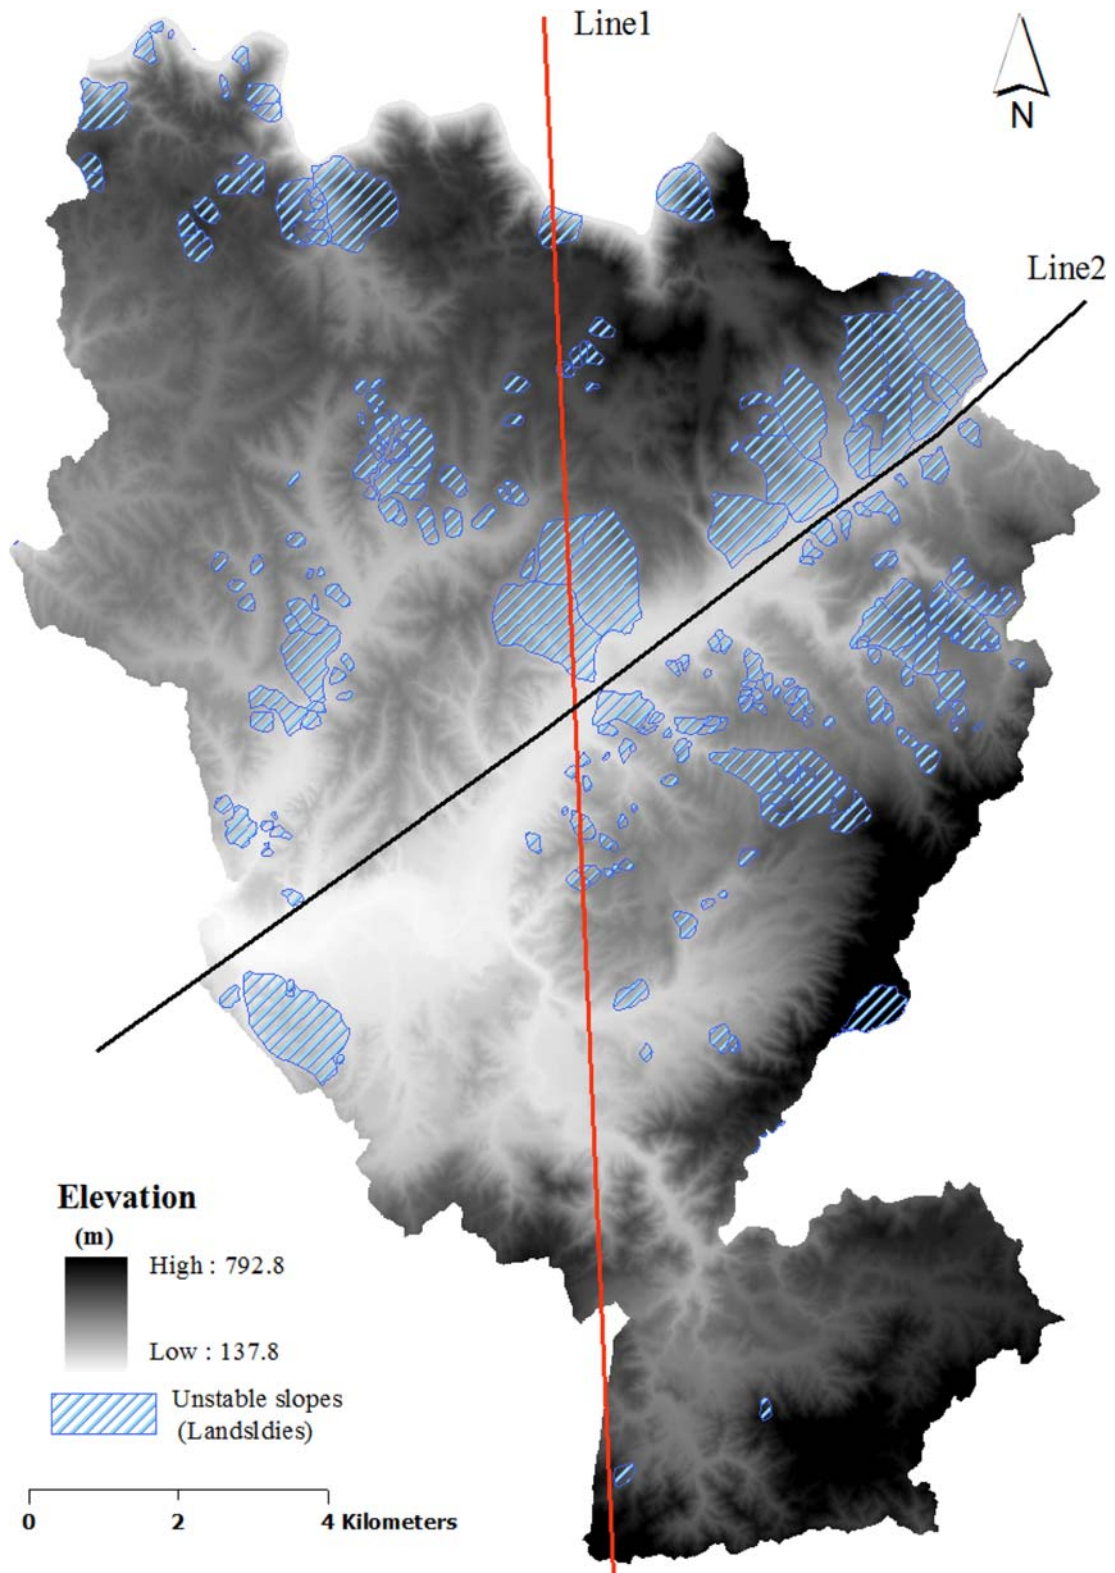 Line1
N
Line2
Elevation
(m)
High : 792.8
Low : 137.8
Unstable slopes
(Landsldies)
0 2 4 Kilometers